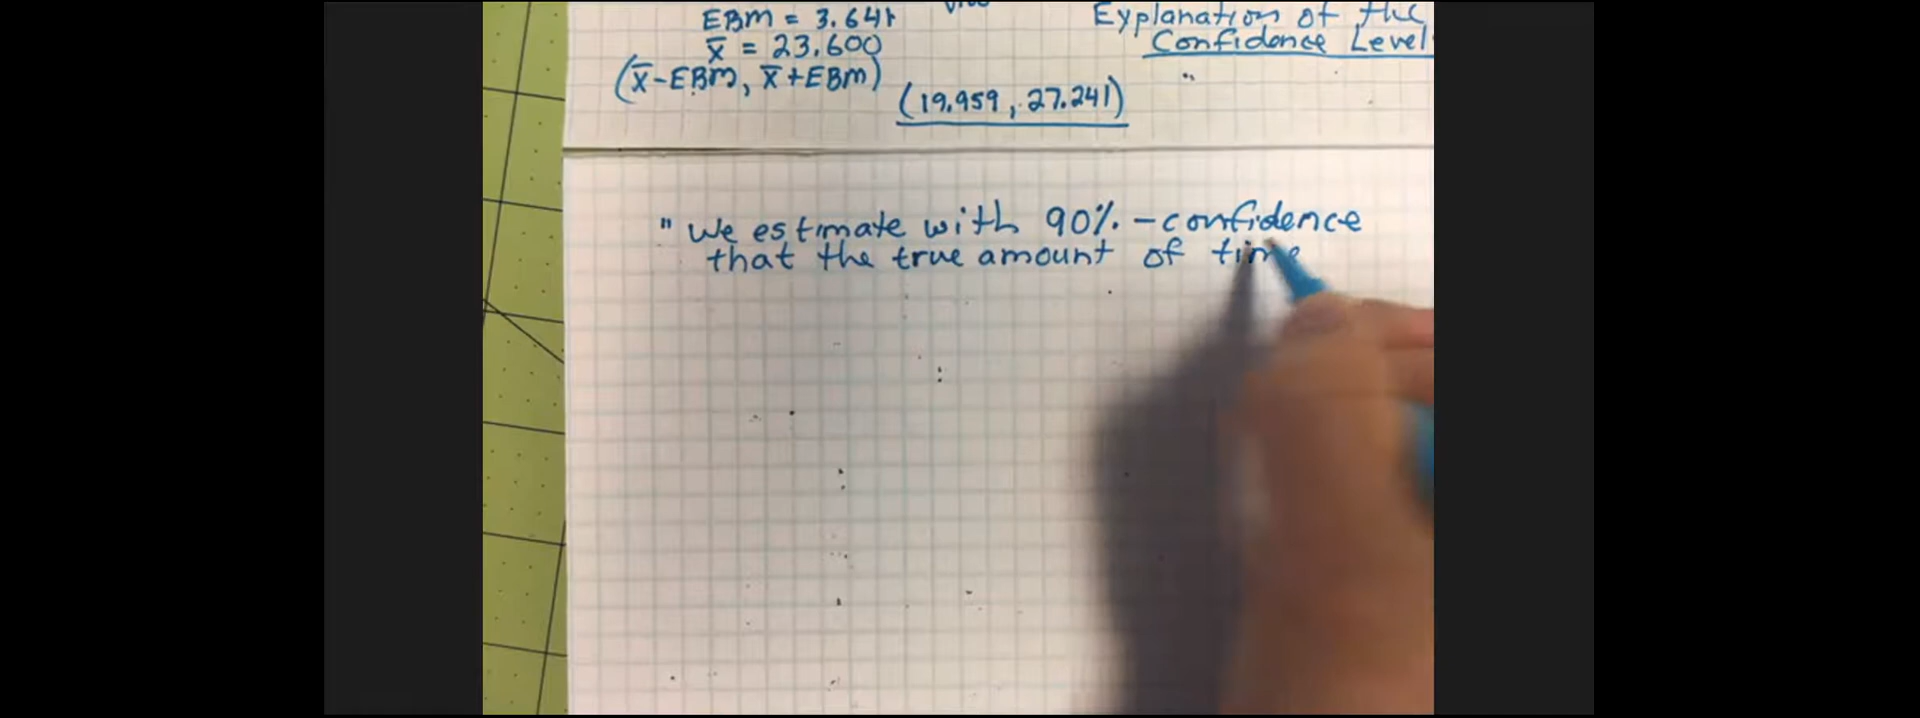 EBM = 3.641
x̄ = 23.600
(x̄-EBM, x̄+EBM)
(19.959, 27.241)
Explanation of the
Confidence Level
"
" We estimate with 90% - confidence
that the true amount of time